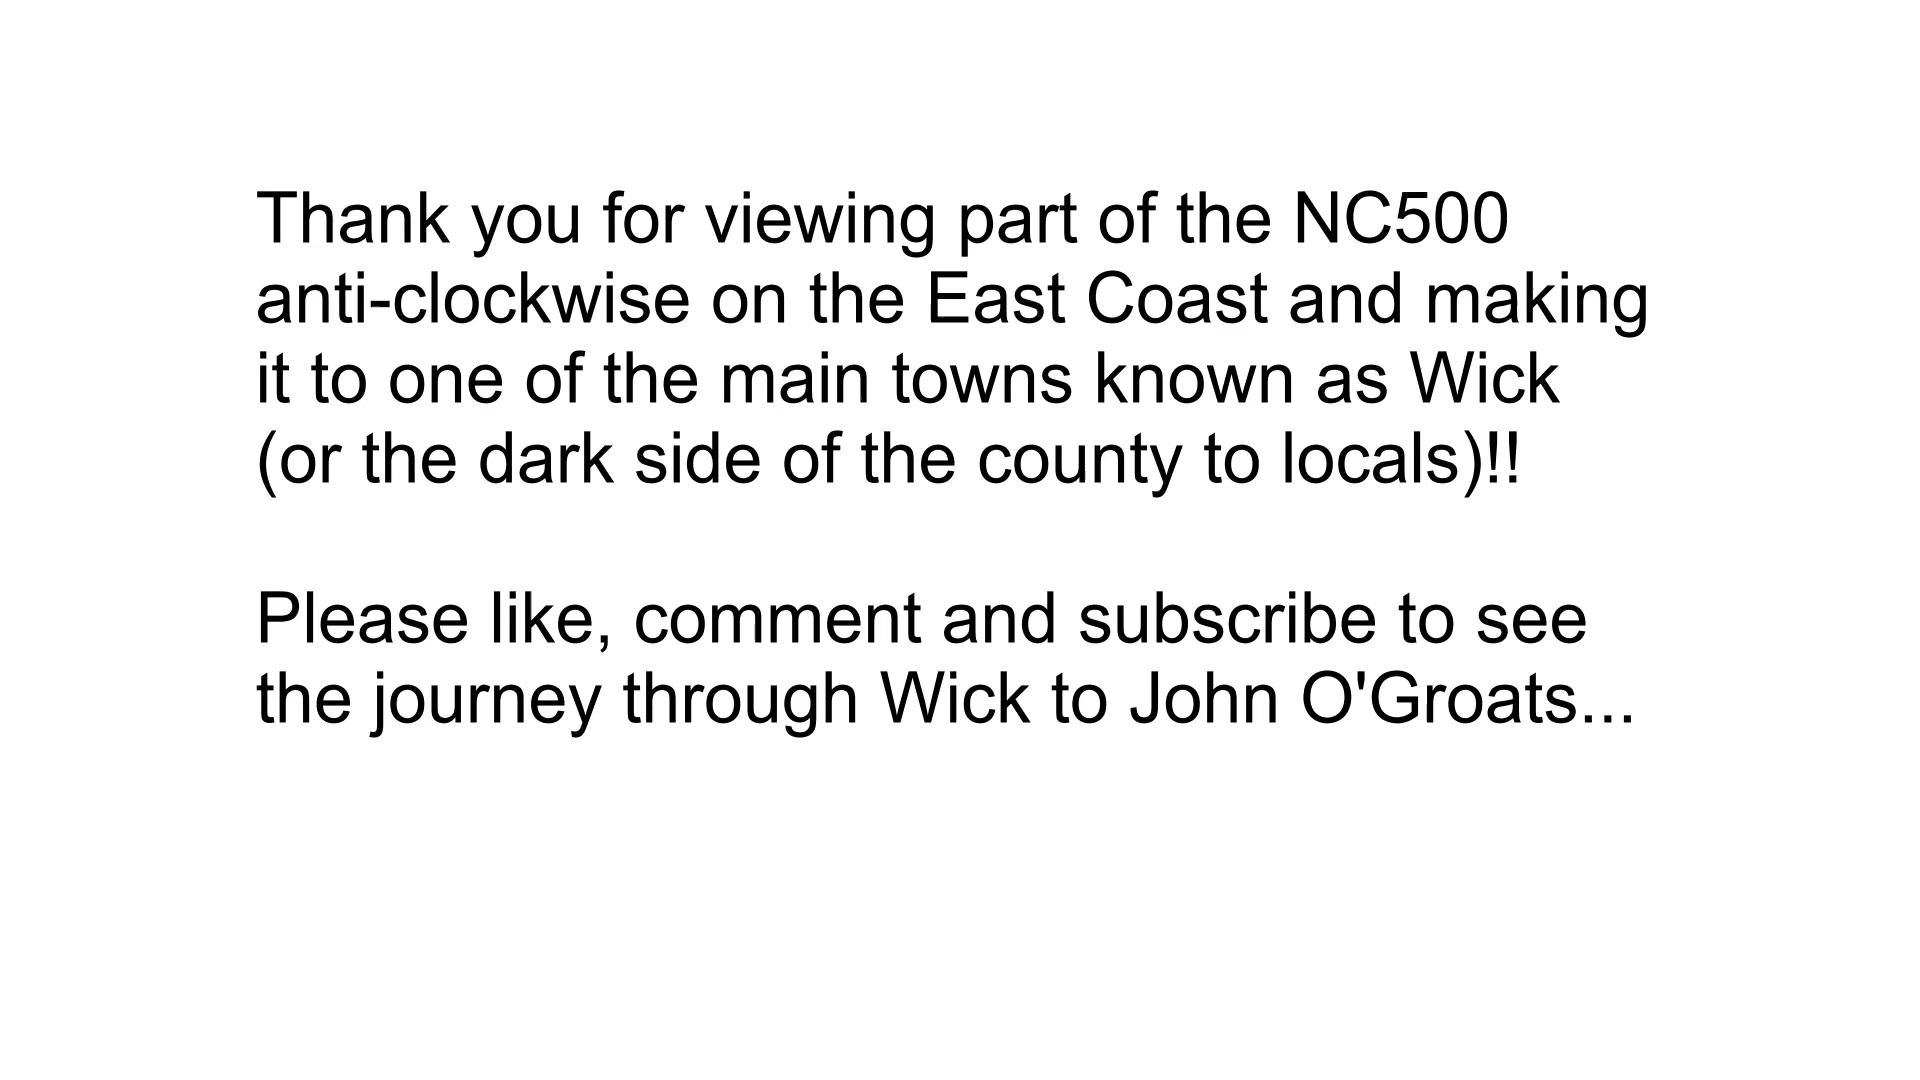 Thank you for viewing part of the NC500
anti-clockwise on the East Coast and making
it to one of the main towns known as Wick
(or the dark side of the county to locals)!!
Please like, comment and subscribe to see
the journey through Wick to John O'Groats...